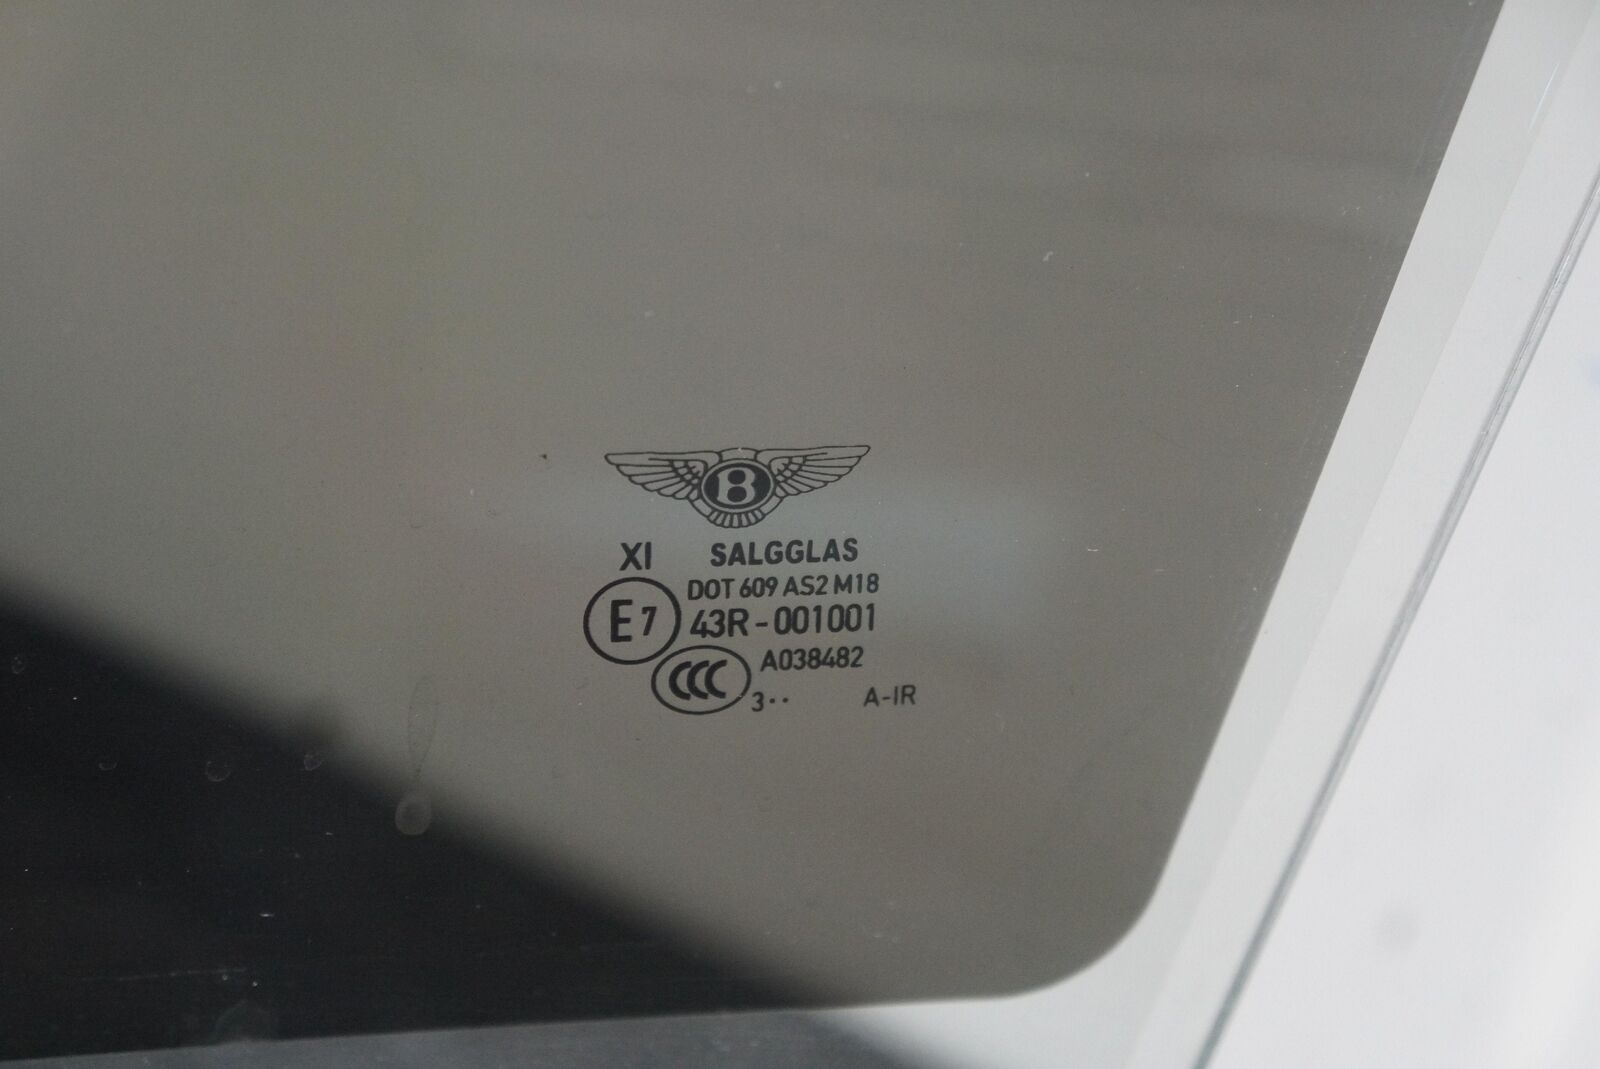 B
XI SALGGLAS
DOT 609 AS2 M18
E7 43R-001001
CCC A038482
3·· A-IR